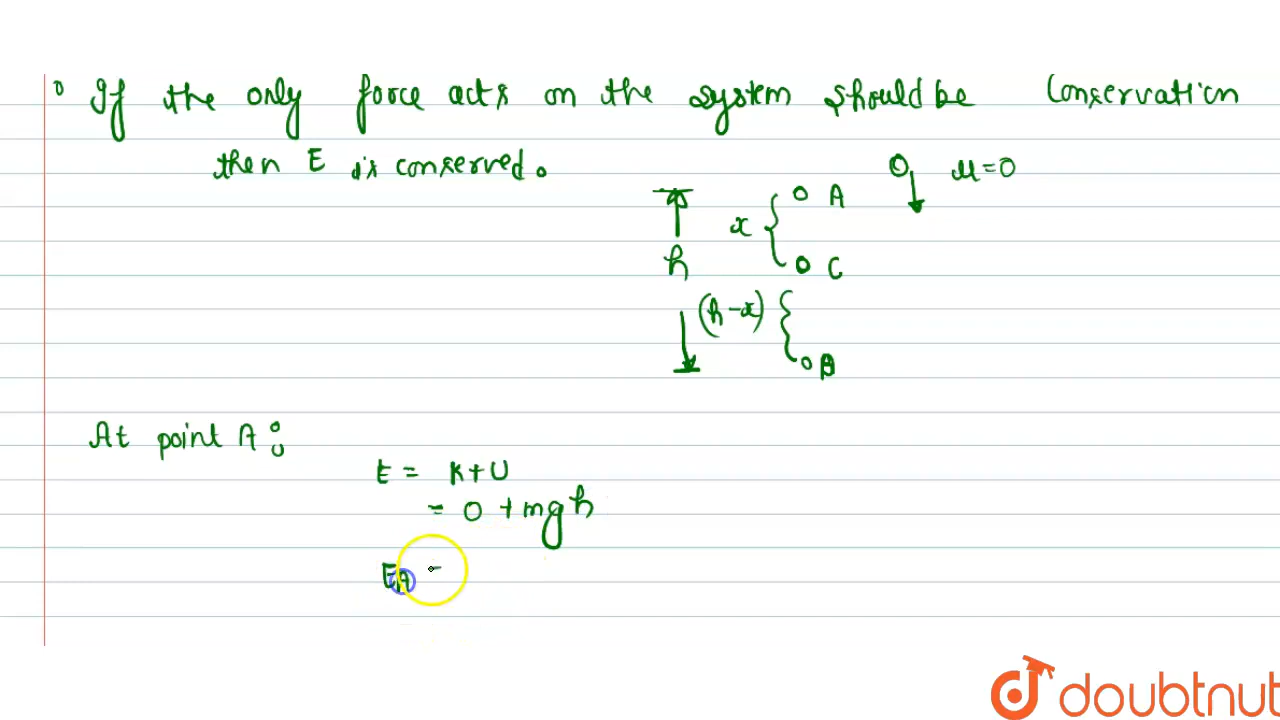 If the only force acts on the system should be Conservation
then E is conserved.
u=0
A
x
h
C
(h-x)
B
At point A:
E = K+U
= 0 + mgh
EA =
doubtnut